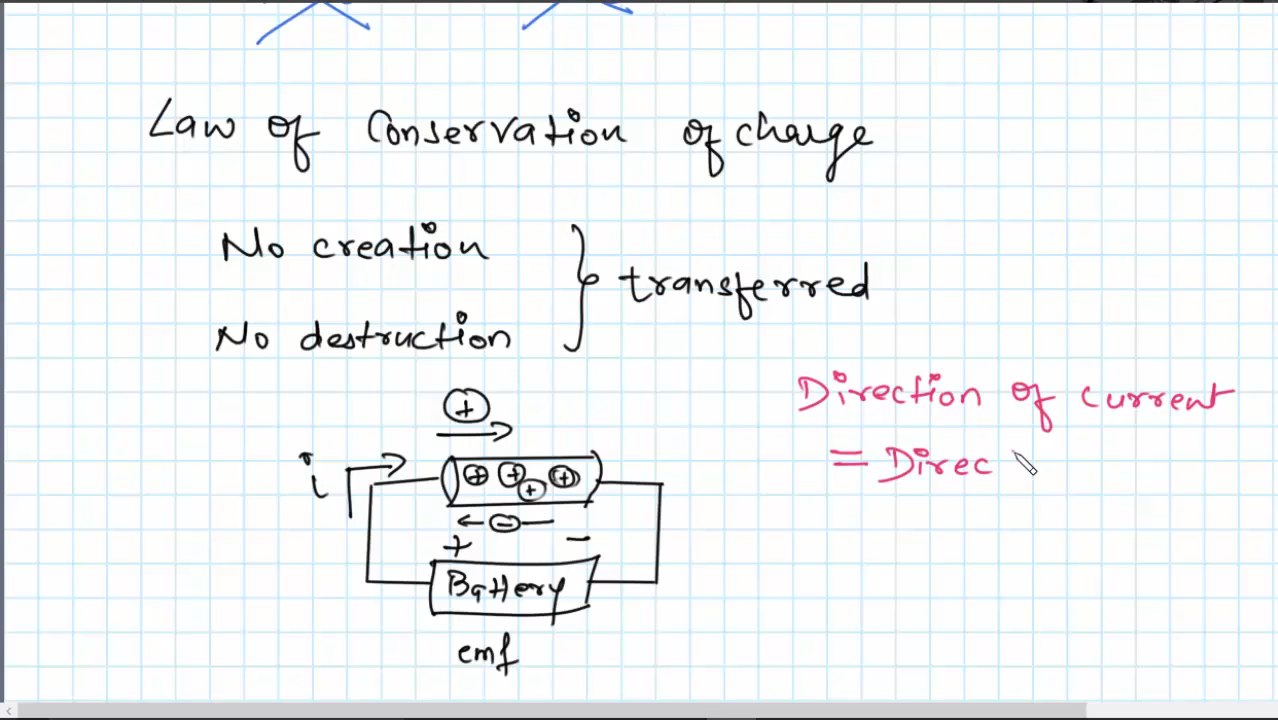 Law of Conservation of charge
No creation
No destruction
} transferred
Direction of current
= Direc
+
i
+ + + +
-
+ -
Battery
emf